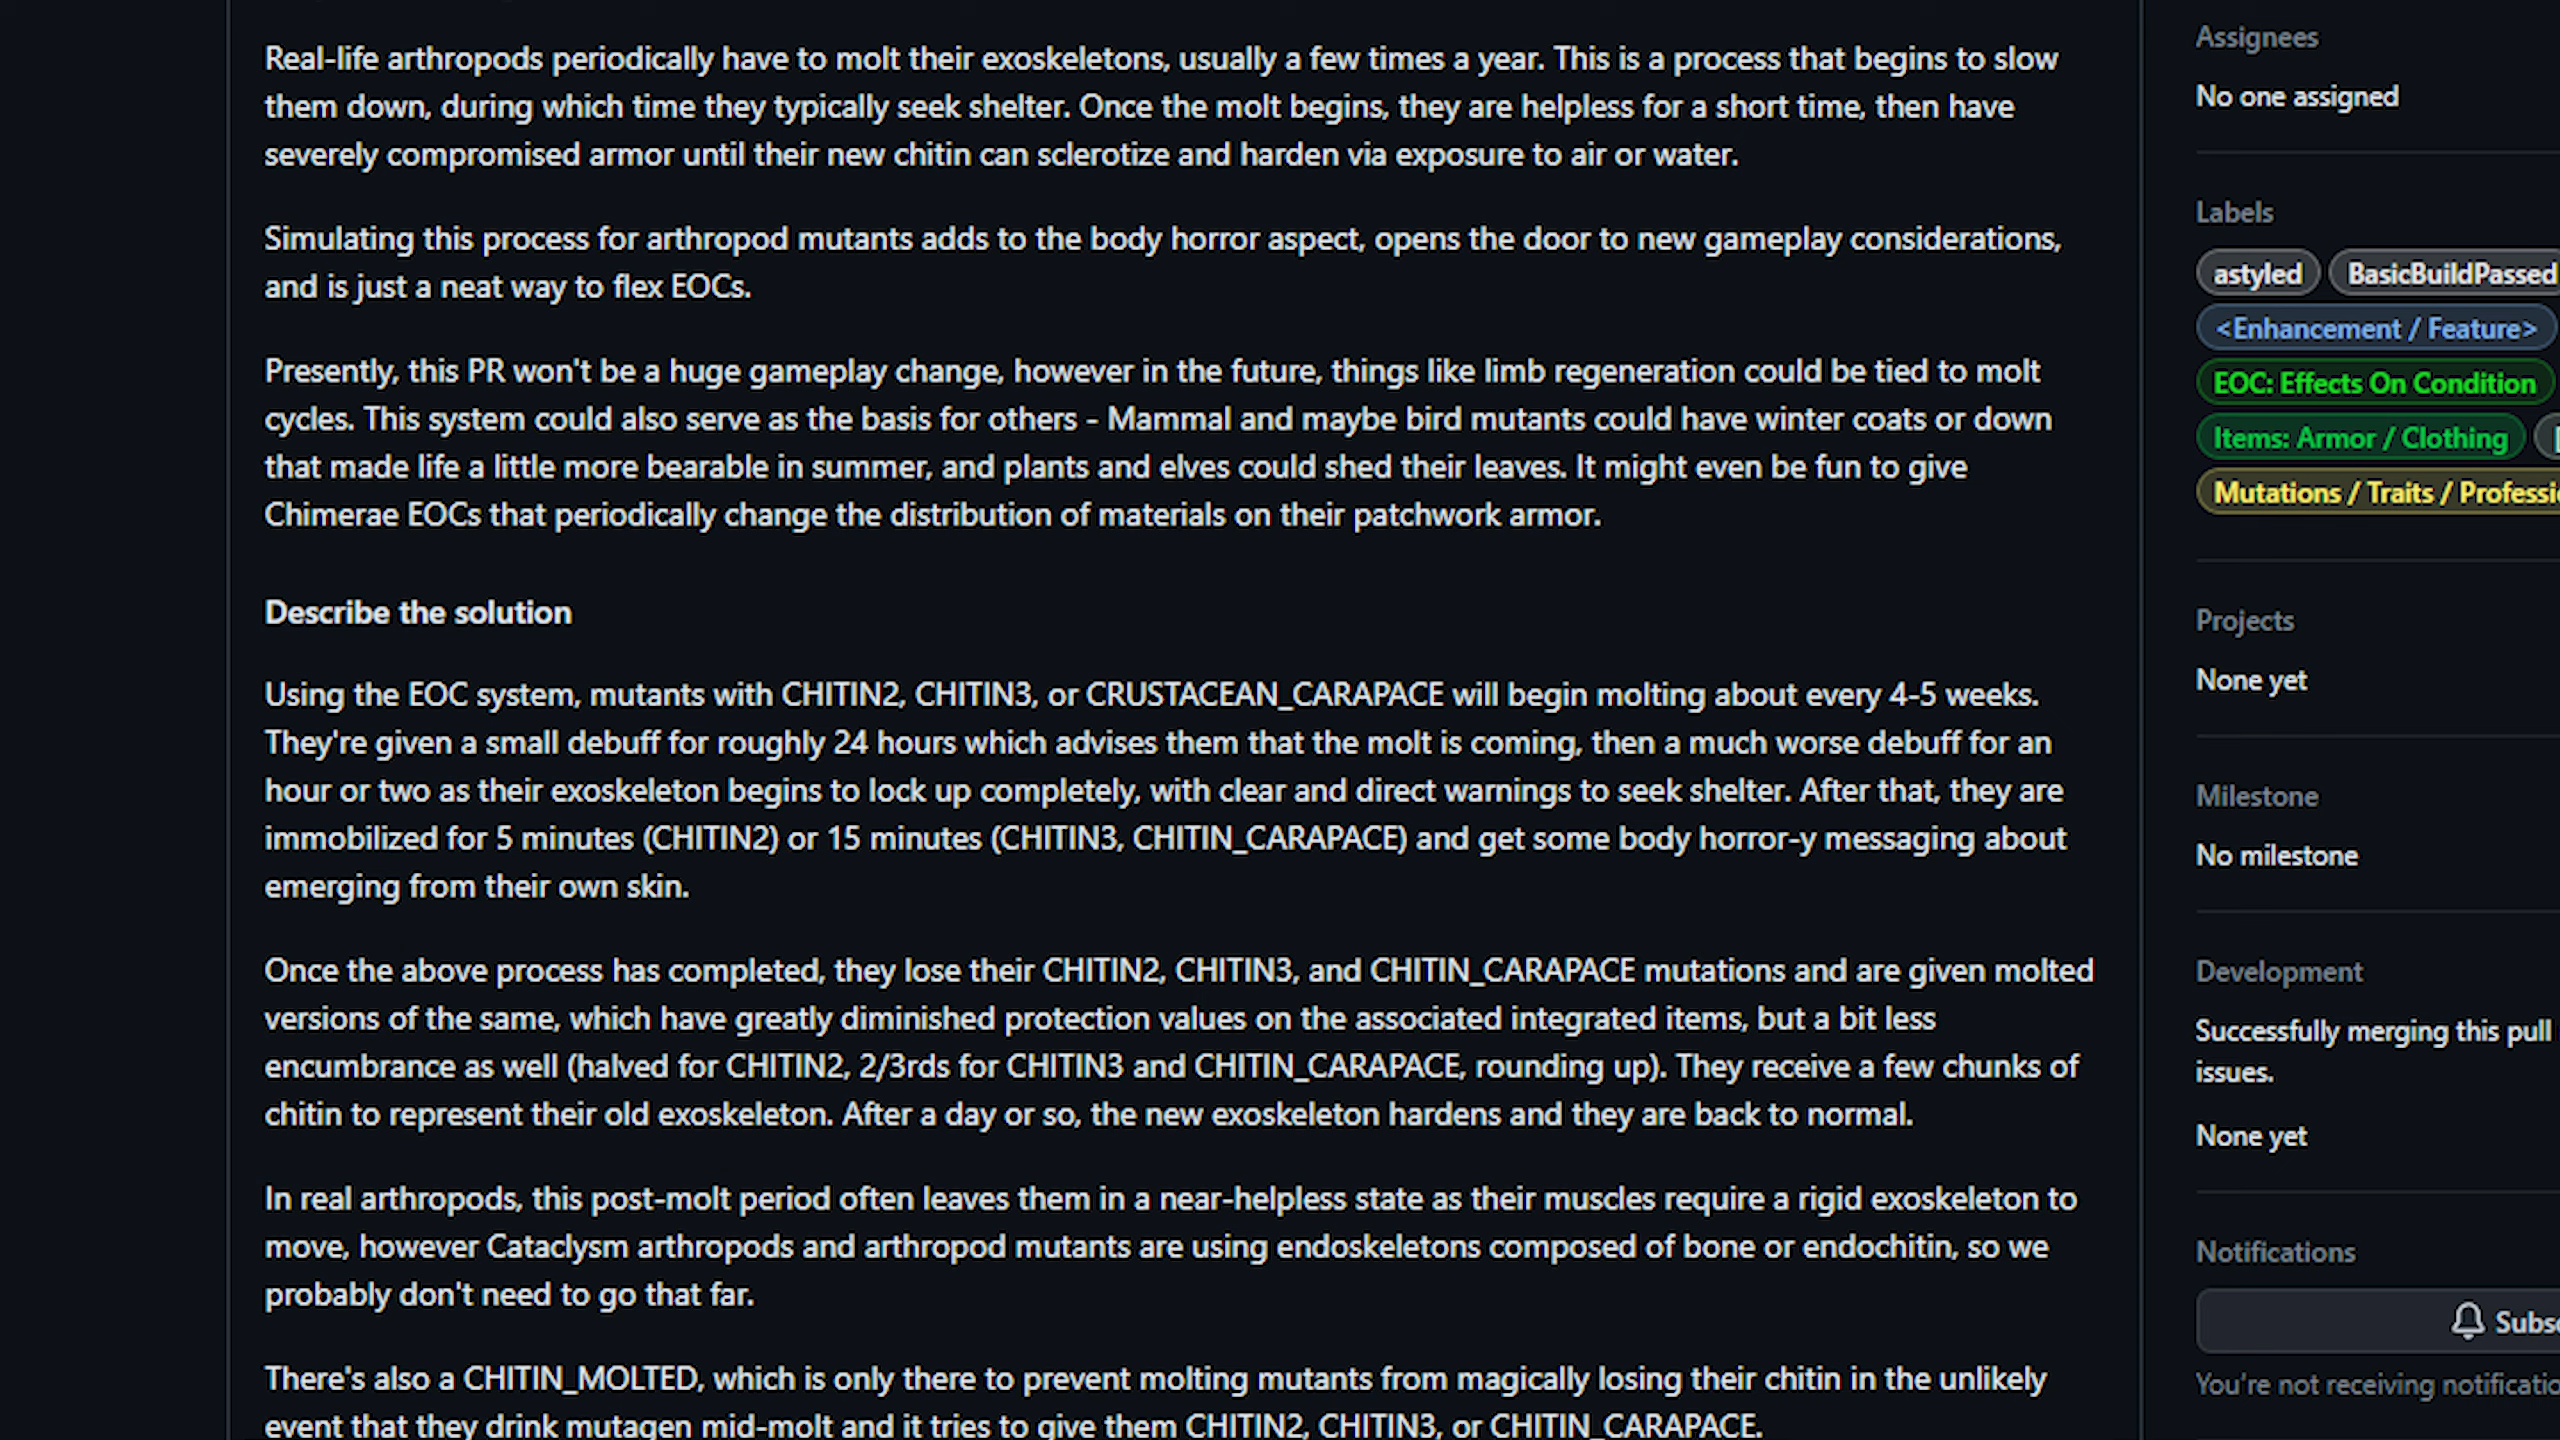 Real-life arthropods periodically have to molt their exoskeletons, usually a few times a year. This is a process that begins to slow
them down, during which time they typically seek shelter. Once the molt begins, they are helpless for a short time, then have
severely compromised armor until their new chitin can sclerotize and harden via exposure to air or water.
Simulating this process for arthropod mutants adds to the body horror aspect, opens the door to new gameplay considerations,
and is just a neat way to flex EOCs.
Presently, this PR won't be a huge gameplay change, however in the future, things like limb regeneration could be tied to molt
cycles. This system could also serve as the basis for others - Mammal and maybe bird mutants could have winter coats or down
that made life a little more bearable in summer, and plants and elves could shed their leaves. It might even be fun to give
Chimerae EOCs that periodically change the distribution of materials on their patchwork armor.
Describe the solution
Using the EOC system, mutants with CHITIN2, CHITIN3, or CRUSTACEAN_CARAPACE will begin molting about every 4-5 weeks.
They're given a small debuff for roughly 24 hours which advises them that the molt is coming, then a much worse debuff for an
hour or two as their exoskeleton begins to lock up completely, with clear and direct warnings to seek shelter. After that, they are
immobilized for 5 minutes (CHITIN2) or 15 minutes (CHITIN3, CHITIN_CARAPACE) and get some body horror-y messaging about
emerging from their own skin.
Once the above process has completed, they lose their CHITIN2, CHITIN3, and CHITIN_CARAPACE mutations and are given molted
versions of the same, which have greatly diminished protection values on the associated integrated items, but a bit less
encumbrance as well (halved for CHITIN2, 2/3rds for CHITIN3 and CHITIN_CARAPACE, rounding up). They receive a few chunks of
chitin to represent their old exoskeleton. After a day or so, the new exoskeleton hardens and they are back to normal.
In real arthropods, this post-molt period often leaves them in a near-helpless state as their muscles require a rigid exoskeleton to
move, however Cataclysm arthropods and arthropod mutants are using endoskeletons composed of bone or endochitin, so we
probably don't need to go that far.
There's also a CHITIN_MOLTED, which is only there to prevent molting mutants from magically losing their chitin in the unlikely
event that they drink mutagen mid-molt and it tries to give them CHITIN2, CHITIN3, or CHITIN_CARAPACE.
Assignees
No one assigned
Labels
astyled BasicBuildPassed
<Enhancement / Feature>
EOC: Effects On Condition
Items: Armor / Clothing
Mutations / Traits / Professi
Projects
None yet
Milestone
No milestone
Development
Successfully merging this pull
issues.
None yet
Notifications
Subs
You're not receiving notificatio